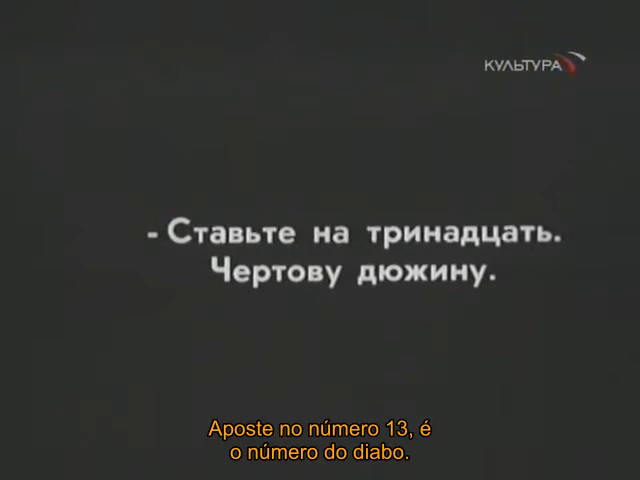 КУЛЬТУРА
- Ставьте на тринадцать.
Чертову дюжину.
Aposte no número 13, é
o número do diabo.